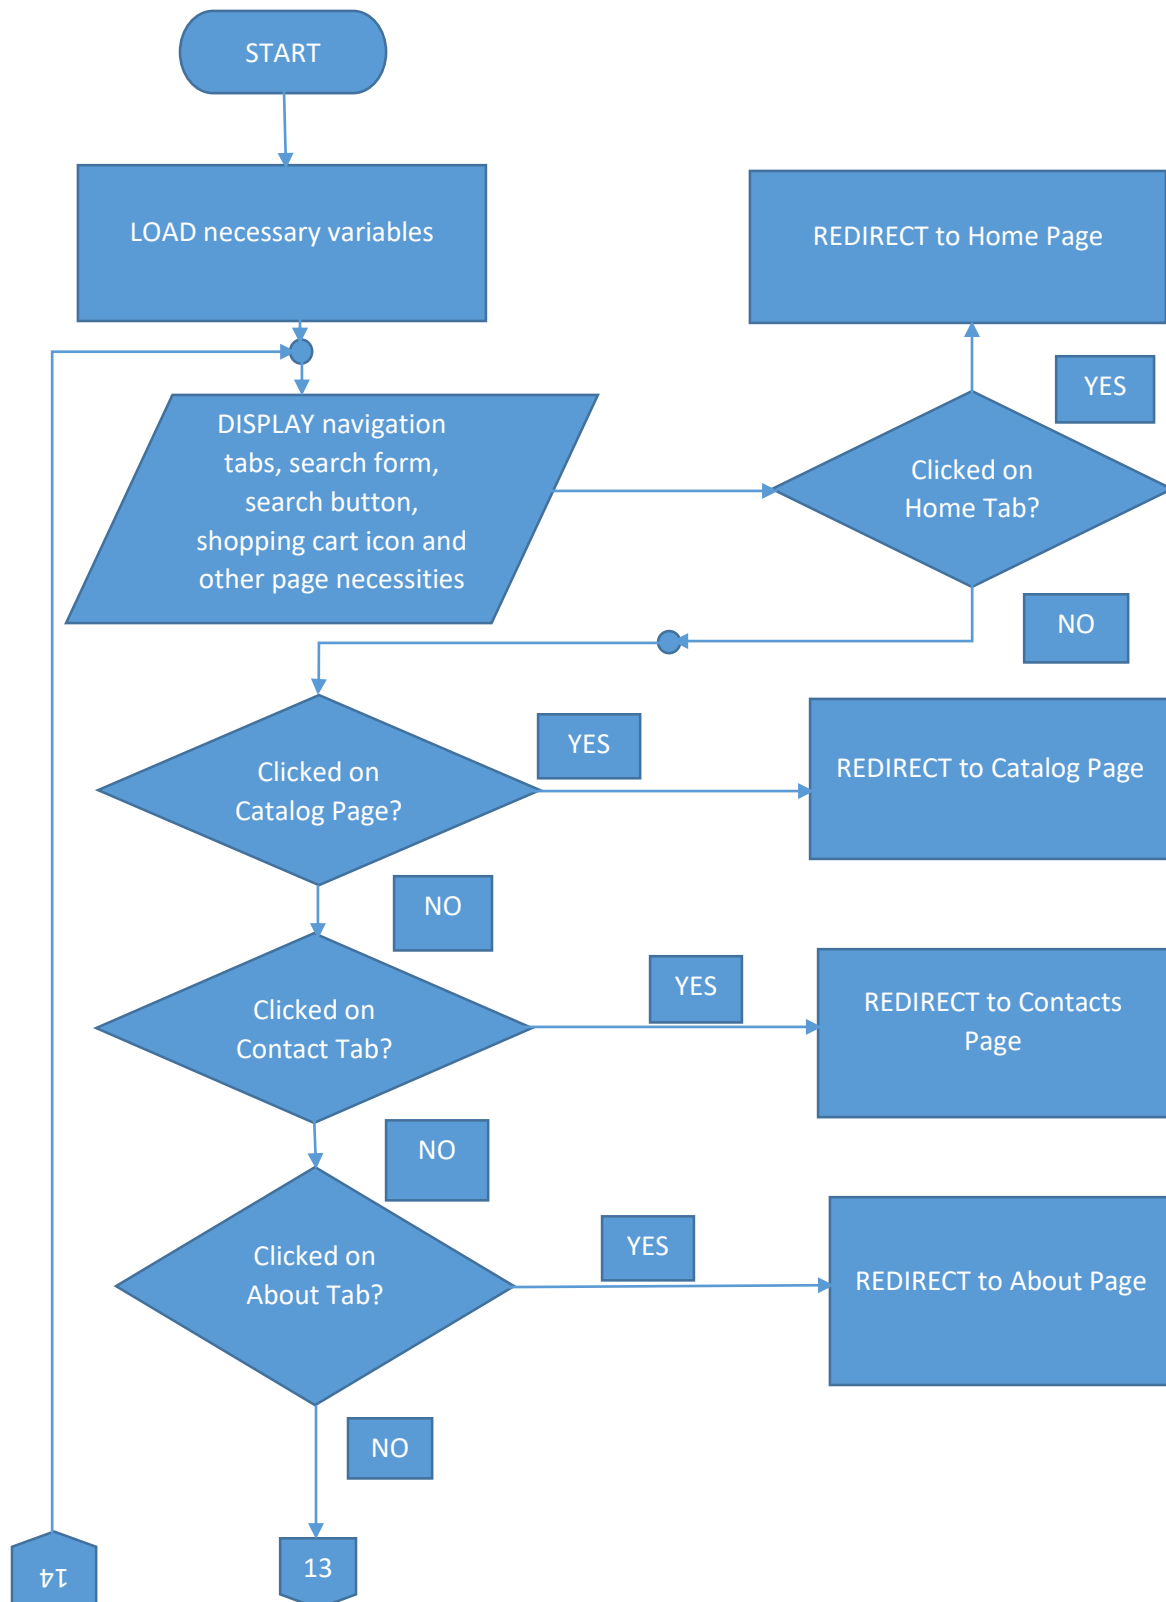 START
LOAD necessary variables
REDIRECT to Home Page
YES
DISPLAY navigation
tabs, search form,
search button,
shopping cart icon and
other page necessities
Clicked on
Home Tab?
NO
Clicked on
Catalog Page?
YES
REDIRECT to Catalog Page
NO
Clicked on
Contact Tab?
YES
REDIRECT to Contacts
Page
NO
Clicked on
About Tab?
YES
REDIRECT to About Page
NO
14
13